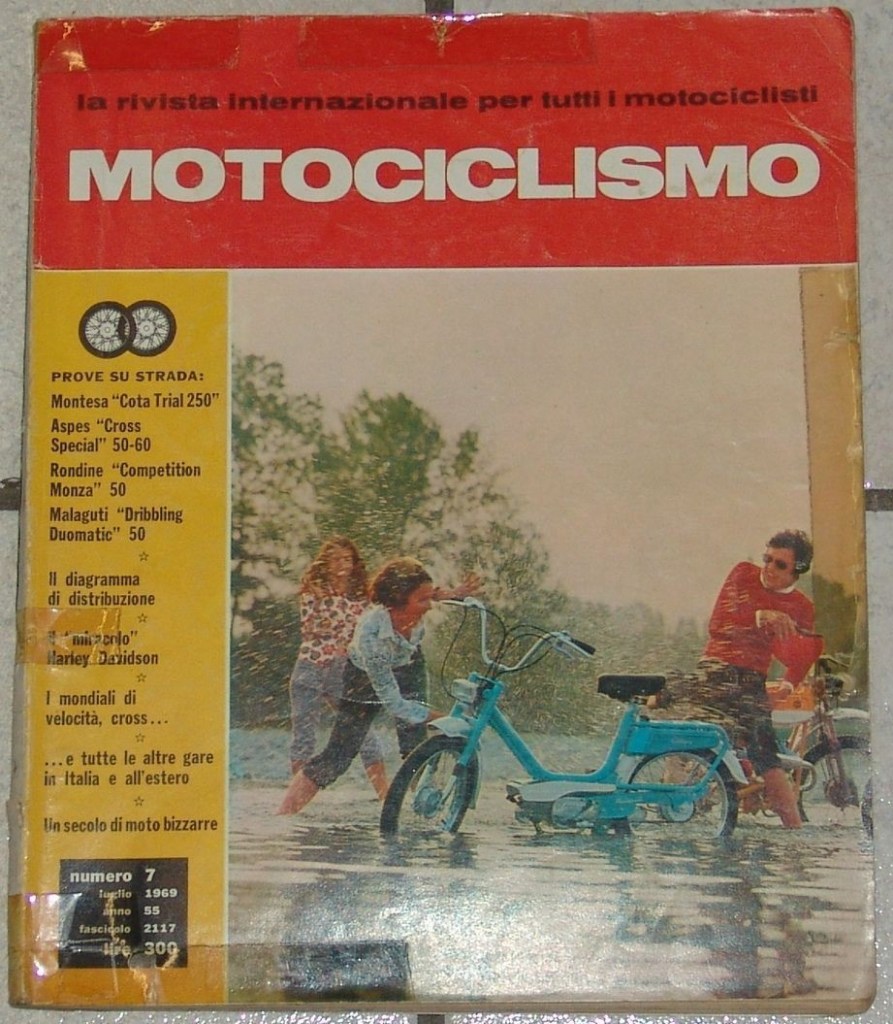 la rivista internazionale per tutti i motociclisti
MOTOCICLISMO
PROVE SU STRADA:
Montesa "Cota Trial 250"
Aspes "Cross
Special" 50-60
Rondine "Competition
Monza" 50
Malaguti "Dribbling
Duomatic" 50
Il diagramma
di distribuzione
il "miracolo"
Harley Davidson
I mondiali di
velocità, cross...
...e tutte le altre gare
in Italia e all'estero
Un secolo di moto bizzarre
numero 7
luglio 1969
anno 55
fascicolo 2117
lire 300